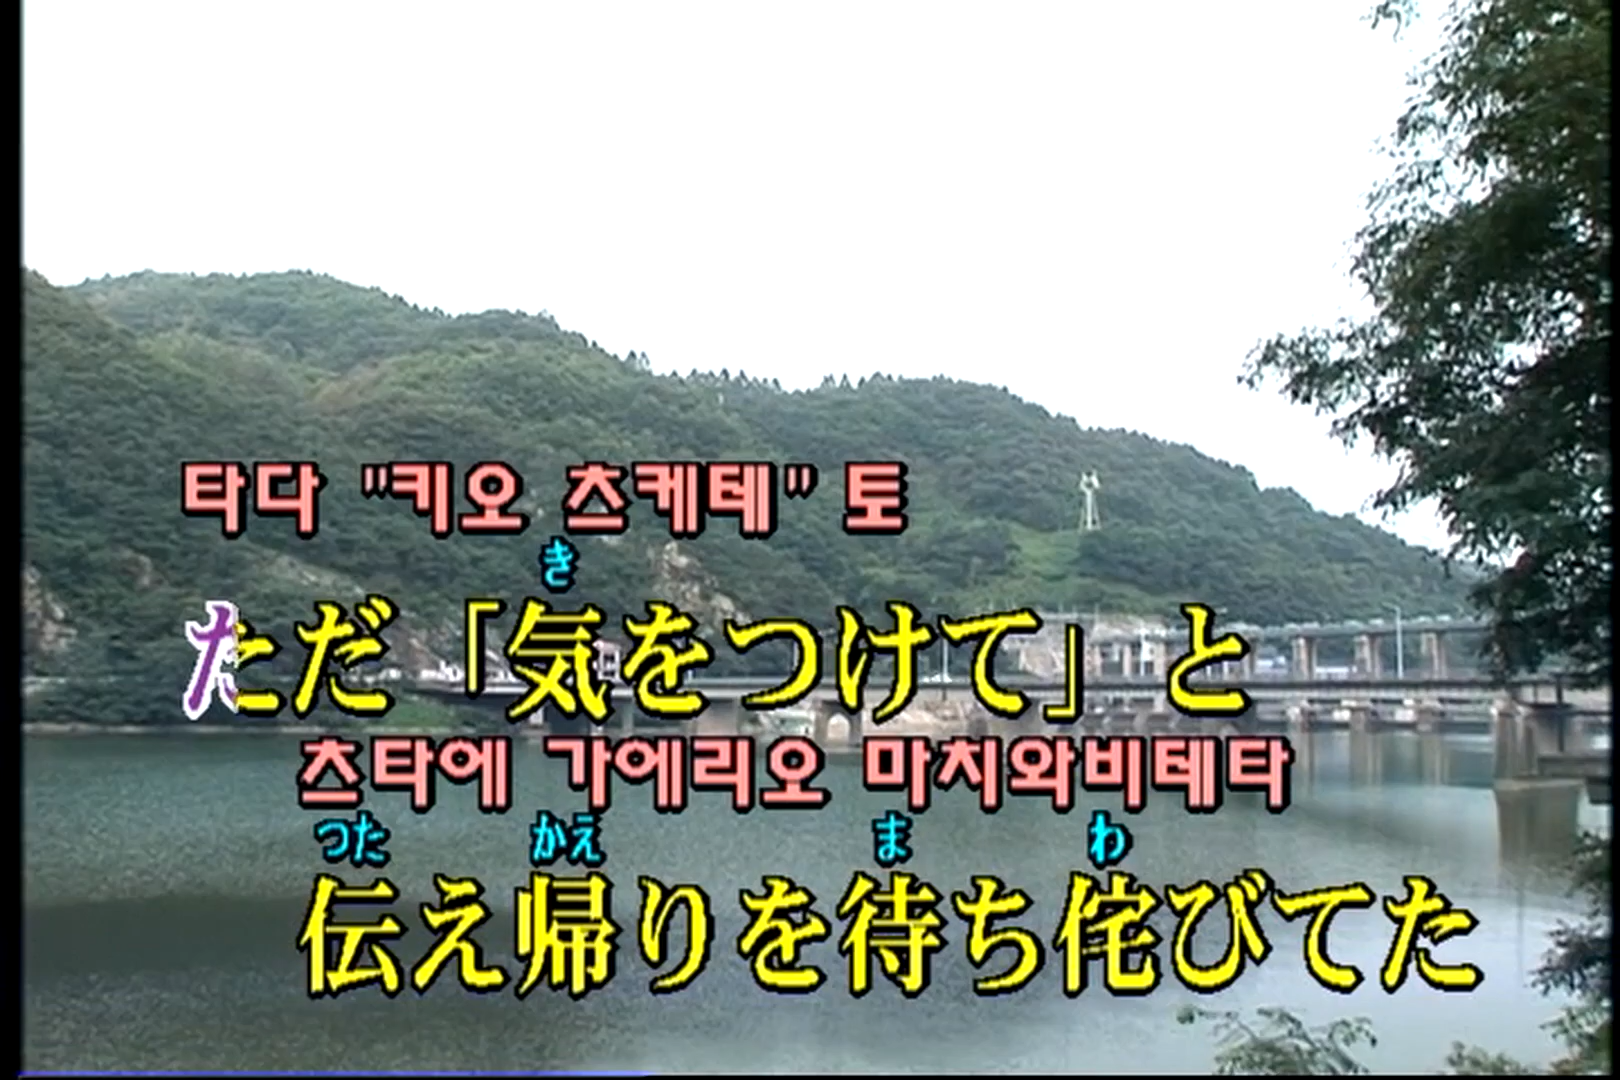 타다 "키오 츠케테" 토
き
ただ「気をつけて」と
츠타에 가에리오 마치와비테타
つた かえ ま わ
伝え帰りを待ち侘びてた